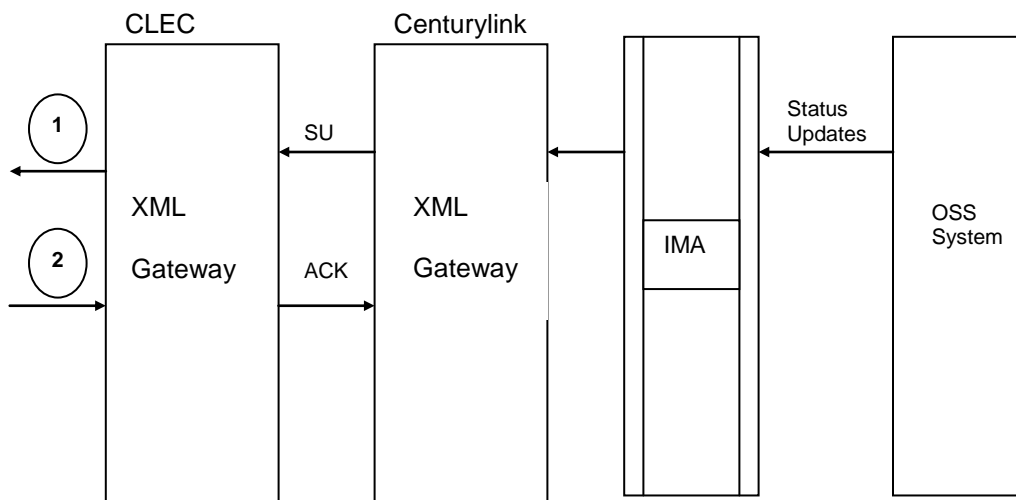 CLEC
Centurylink
1
SU
Status
Updates
XML
Gateway
XML
Gateway
IMA
OSS
System
2
ACK